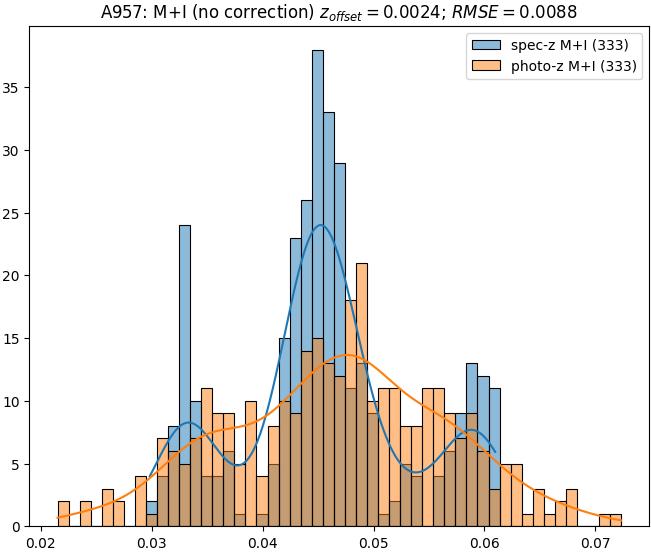 A957: M+I (no correction) z_offset = 0.0024; RMSE = 0.0088
spec-z M+I (333)
photo-z M+I (333)
35
30
25
20
15
10
5
0
0.02 0.03 0.04 0.05 0.06 0.07